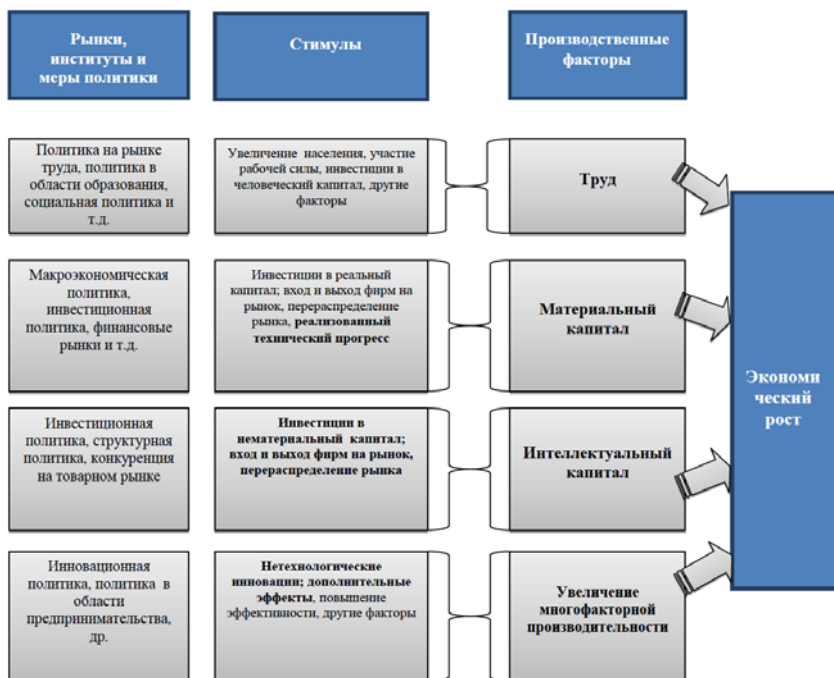 Рынки,
институты и
меры политики
Стимулы
Производственные
факторы
Политика на рынке
труда, политика в
области образования,
социальная политика и
т.д.
Увеличение населения, участие
рабочей силы, инвестиции в
человеческий капитал, другие
факторы
Труд
Макроэкономическая
политика,
инвестиционная
политика, финансовые
рынки и т.д.
Инвестиции в реальный
капитал; вход и выход фирм на
рынок, перераспределение
рынка, реализованный
технический прогресс
Материальный
капитал
Инвестиционная
политика, структурная
политика, конкуренция
на товарном рынке
Инвестиции в
нематериальный капитал;
вход и выход фирм на рынок,
перераспределение рынка
Интеллектуальный
капитал
Инновационная
политика, политика в
области
предпринимательства,
др.
Нетехнологические
инновации; дополнительные
эффекты, повышение
эффективности, другие факторы
Увеличение
многофакторной
производительности
Экономи
ческий
рост